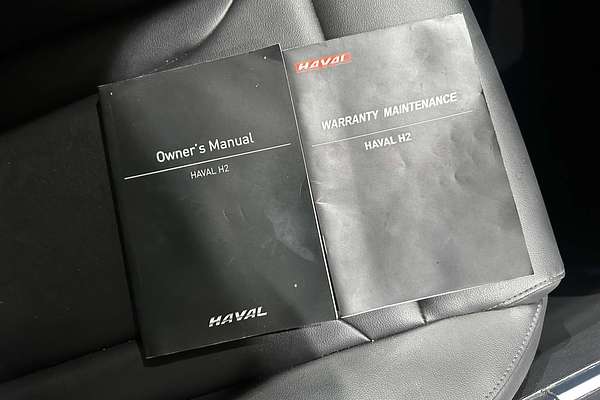 Owner's Manual
HAVAL H2
HAVAL
HAVAL
WARRANTY MAINTENANCE
HAVAL H2